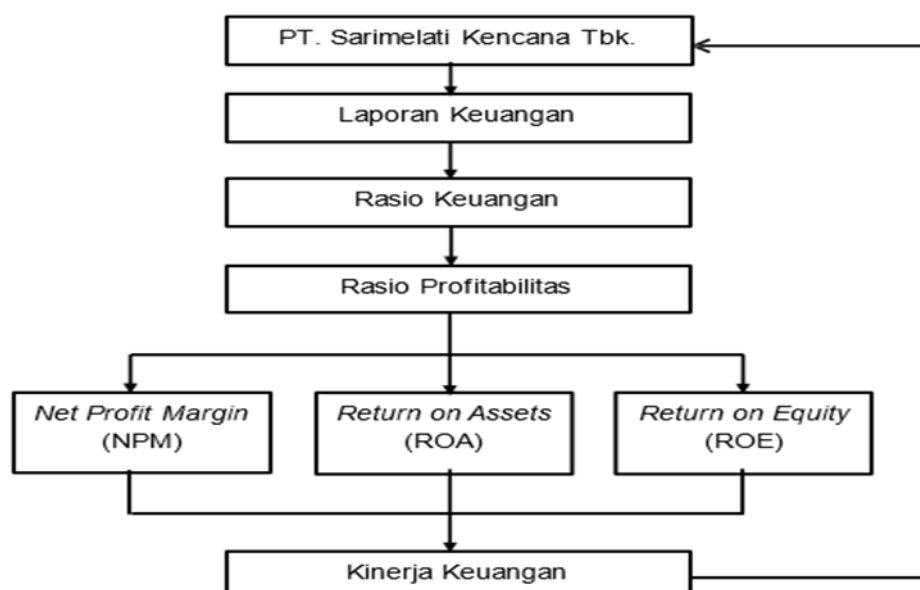 PT. Sarimelati Kencana Tbk.
Laporan Keuangan
Rasio Keuangan
Rasio Profitabilitas
Net Profit Margin
(NPM)
Return on Assets
(ROA)
Return on Equity
(ROE)
Kinerja Keuangan